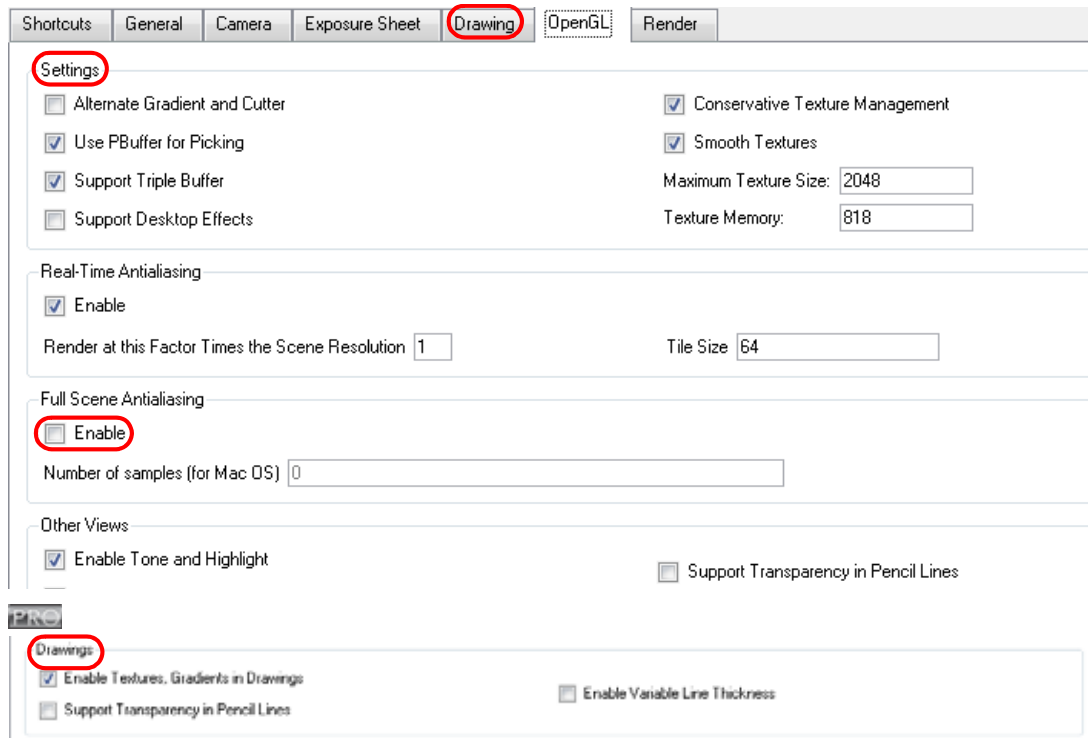 Shortcuts General Camera Exposure Sheet Drawing OpenGL Render
Settings
Alternate Gradient and Cutter Conservative Texture Management
Use PBuffer for Picking Smooth Textures
Support Triple Buffer Maximum Texture Size: 2048
Support Desktop Effects Texture Memory: 818
Real-Time Antialiasing
Enable
Render at this Factor Times the Scene Resolution 1 Tile Size 64
Full Scene Antialiasing
Enable
Number of samples (for Mac OS) 0
Other Views
Enable Tone and Highlight Support Transparency in Pencil Lines
PRO
Drawings
Enable Textures, Gradients in Drawings Enable Variable Line Thickness
Support Transparency in Pencil Lines